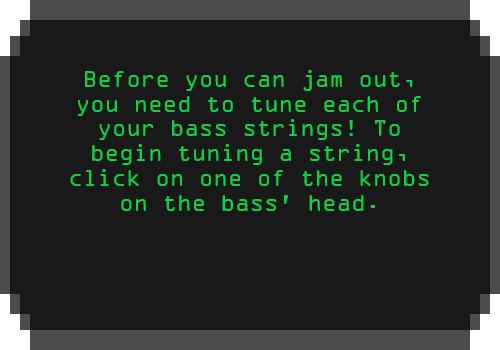 Before you can jam out,
you need to tune each of
your bass strings! To
begin tuning a string,
click on one of the knobs
on the bass' head.